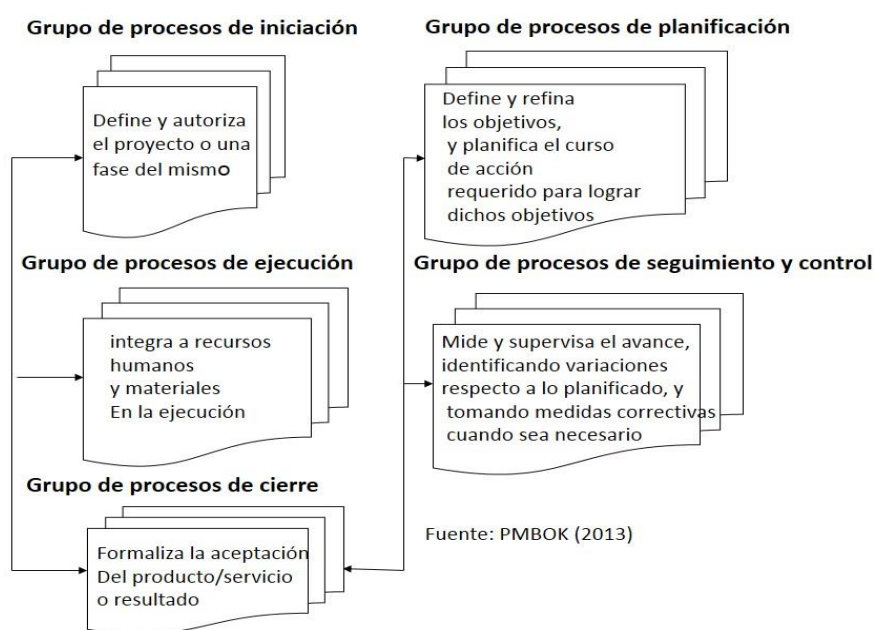 Grupo de procesos de iniciación
Define y autoriza
el proyecto o una
fase del mismo
Grupo de procesos de planificación
Define y refina
los objetivos,
y planifica el curso
de acción
requerido para lograr
dichos objetivos
Grupo de procesos de ejecución
integra a recursos
humanos
y materiales
En la ejecución
Grupo de procesos de seguimiento y control
Mide y supervisa el avance,
identificando variaciones
respecto a lo planificado, y
tomando medidas correctivas
cuando sea necesario
Grupo de procesos de cierre
Formaliza la aceptación
Del producto/servicio
o resultado
Fuente: PMBOK (2013)